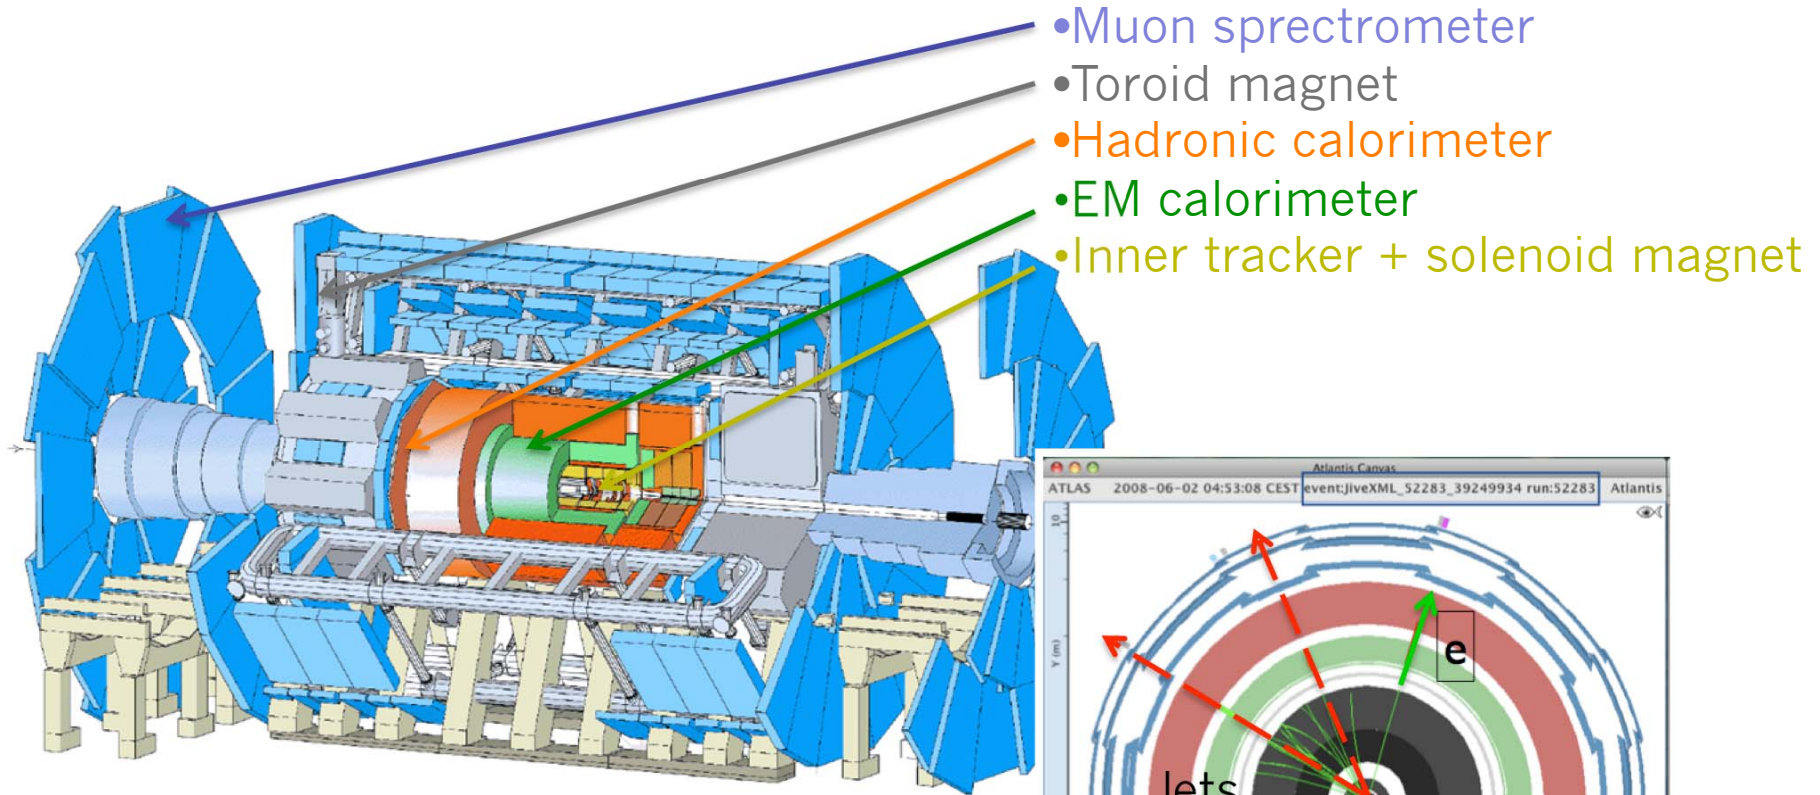 •Muon sprectrometer
•Toroid magnet
•Hadronic calorimeter
•EM calorimeter
•Inner tracker + solenoid magnet
Atlantis Canvas
ATLAS 2008-06-02 04:53:08 CEST event:JiveXML_52283_39249934 run:52283 Atlantis
10
Y (m)
e